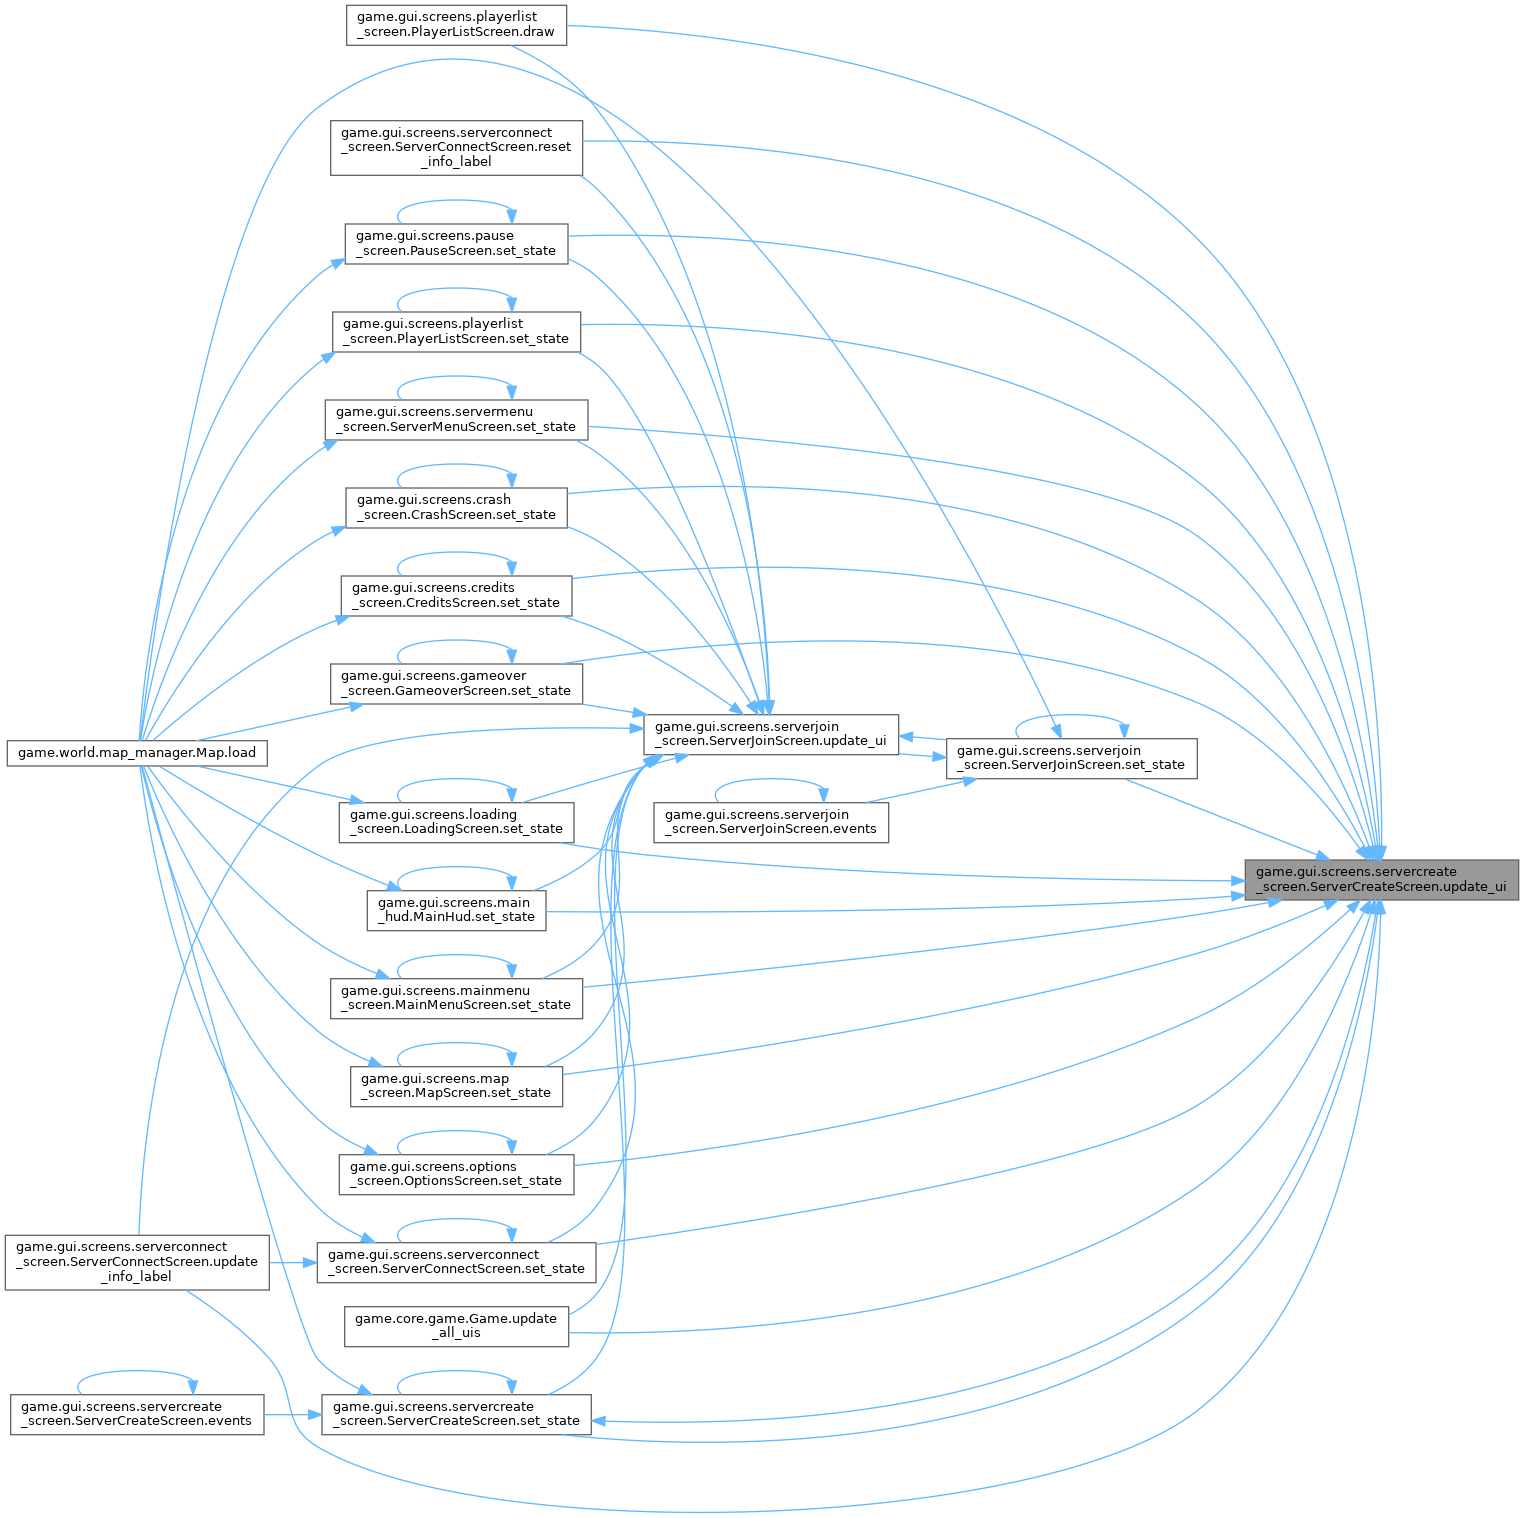 game.gui.screens.playerlist
_screen.PlayerListScreen.draw
game.gui.screens.serverconnect
_screen.ServerConnectScreen.reset
_info_label
game.gui.screens.pause
_screen.PauseScreen.set_state
game.gui.screens.playerlist
_screen.PlayerListScreen.set_state
game.gui.screens.servermenu
_screen.ServerMenuScreen.set_state
game.gui.screens.crash
_screen.CrashScreen.set_state
game.gui.screens.credits
_screen.CreditsScreen.set_state
game.gui.screens.gameover
_screen.GameoverScreen.set_state
game.gui.screens.serverjoin
_screen.ServerJoinScreen.update_ui
game.gui.screens.serverjoin
_screen.ServerJoinScreen.set_state
game.world.map_manager.Map.load
game.gui.screens.loading
_screen.LoadingScreen.set_state
game.gui.screens.serverjoin
_screen.ServerJoinScreen.events
game.gui.screens.servercreate
_screen.ServerCreateScreen.update_ui
game.gui.screens.main
_hud.MainHud.set_state
game.gui.screens.mainmenu
_screen.MainMenuScreen.set_state
game.gui.screens.map
_screen.MapScreen.set_state
game.gui.screens.options
_screen.OptionsScreen.set_state
game.gui.screens.serverconnect
_screen.ServerConnectScreen.update
_info_label
game.gui.screens.serverconnect
_screen.ServerConnectScreen.set_state
game.core.game.Game.update
_all_uis
game.gui.screens.servercreate
_screen.ServerCreateScreen.events
game.gui.screens.servercreate
_screen.ServerCreateScreen.set_state